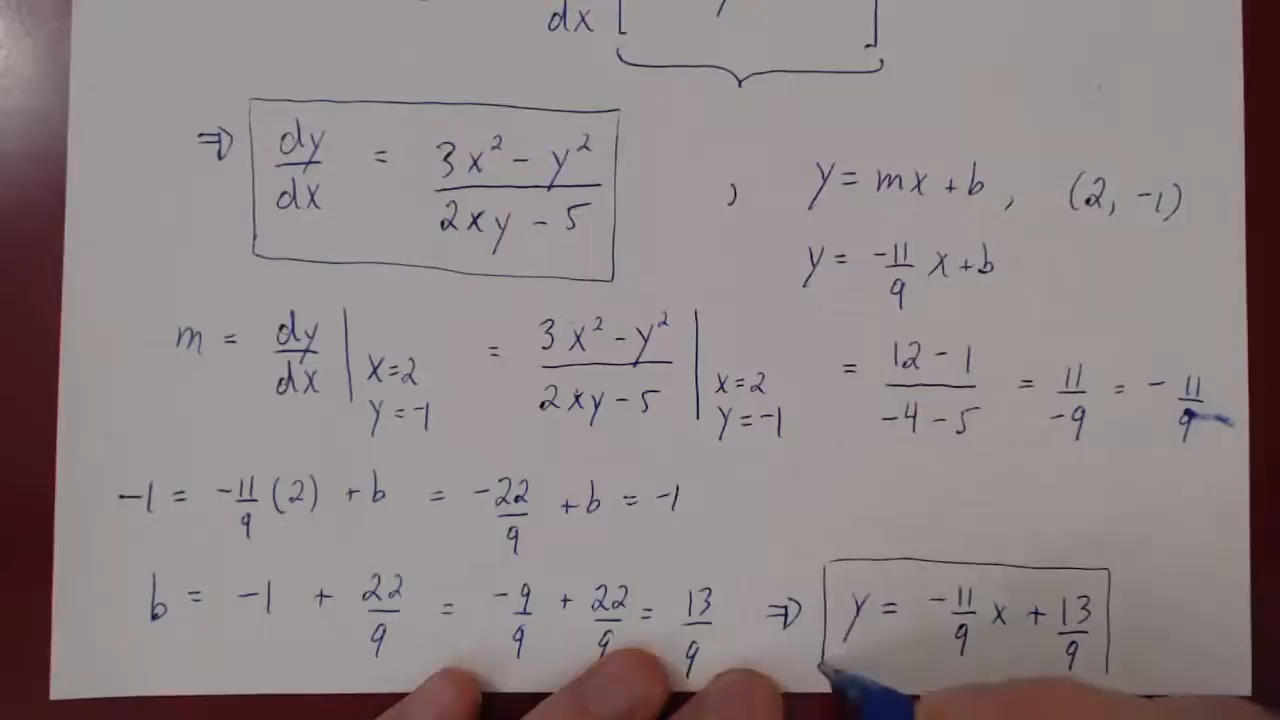 dx [ ]
⇒ dy/dx = (3x² - y²)/(2xy - 5) , y = mx + b , (2, -1)
y = -11/9 x + b
m = dy/dx | x=2 y=-1 = (3x² - y²)/(2xy - 5) | x=2 y=-1 = (12 - 1)/(-4 - 5) = 11/-9 = - 11/9
-1 = -11/9 (2) + b = -22/9 + b = -1
b = -1 + 22/9 = -9/9 + 22/9 = 13/9 ⇒ y = -11/9 x + 13/9